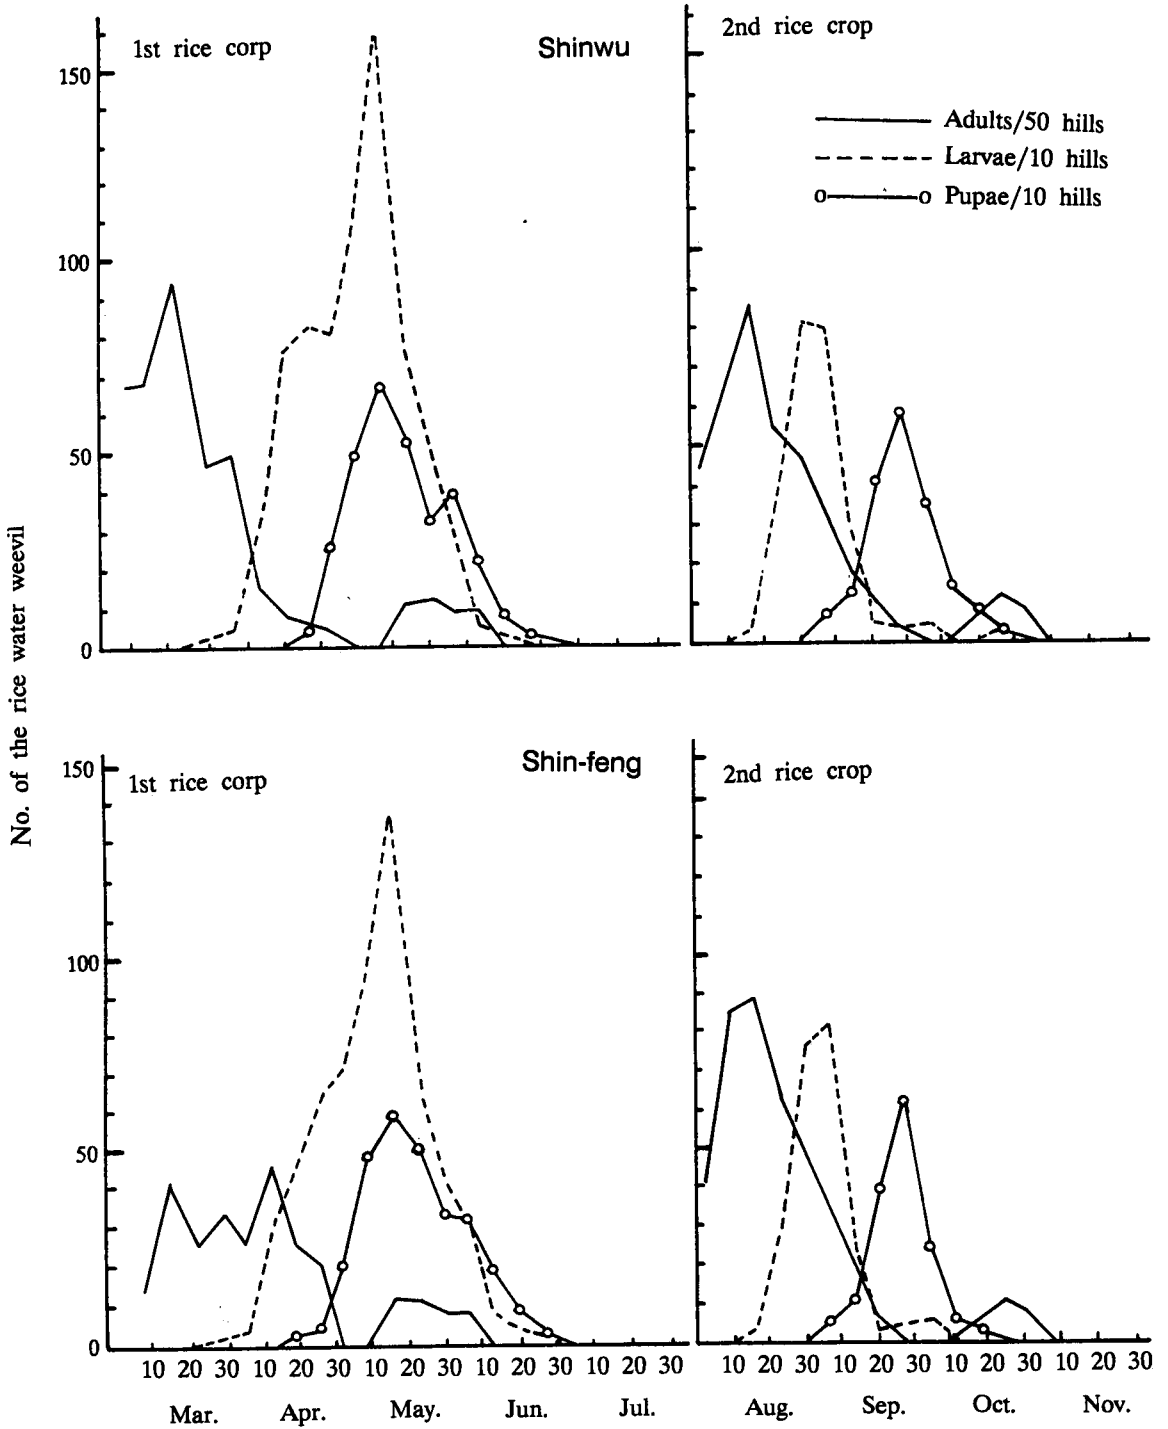 1st rice corp
Shinwu
2nd rice crop
Adults/50 hills
Larvae/10 hills
Pupae/10 hills
150
100
50
0
No. of the rice water weevil
1st rice corp
Shin-feng
2nd rice crop
150
100
50
0
10 20 30 10 20 30 10 20 30 10 20 30 10 20 30 10 20 30 10 20 30 10 20 30 10 20 30
Mar. Apr. May. Jun. Jul. Aug. Sep. Oct. Nov.